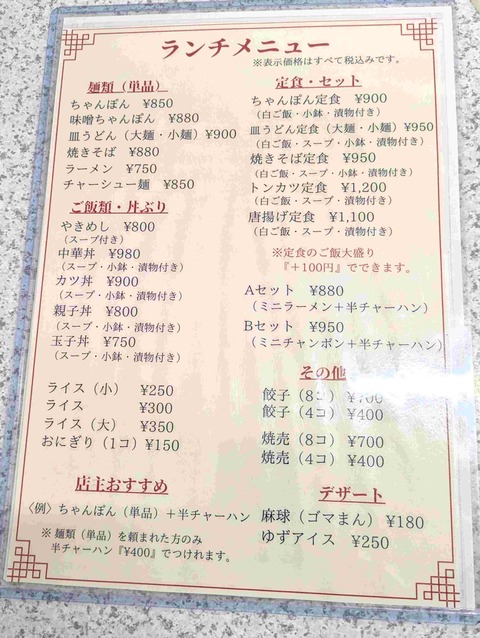 ランチメニュー
※表示価格はすべて税込みです。
麺類（単品）
ちゃんぽん ¥850
味噌ちゃんぽん ¥880
皿うどん（太麺・小麺）¥900
焼きそば ¥880
ラーメン ¥750
チャーシュー麺 ¥850
ご飯類・丼ぶり
やきめし ¥800
（スープ付き）
中華丼 ¥980
（スープ・小鉢・漬物付き）
カツ丼 ¥900
（スープ・小鉢・漬物付き）
親子丼 ¥800
（スープ・小鉢・漬物付き）
玉子丼 ¥750
（スープ・小鉢・漬物付き）
ライス（小） ¥250
ライス ¥300
ライス（大） ¥350
おにぎり（1コ）¥150
店主おすすめ
〈例〉ちゃんぽん（単品）＋半チャーハン
※ 麺類（単品）を頼まれた方のみ
半チャーハン『¥400』でつけれます。
定食・セット
ちゃんぽん定食 ¥900
（白ご飯・小鉢・漬物付き）
皿うどん定食（太麺・小麺）¥950
（白ご飯・スープ・小鉢・漬物付き）
焼きそば定食 ¥950
（白ご飯・スープ・小鉢・漬物付き）
トンカツ定食 ¥1,200
（白ご飯・スープ・小鉢・漬物付き）
唐揚げ定食 ¥1,100
（白ご飯・スープ・小鉢・漬物付き）
※定食のご飯大盛り
『＋100円』でできます。
Aセット ¥880
（ミニラーメン＋半チャーハン）
Bセット ¥950
（ミニチャンポン＋半チャーハン）
その他
餃子（8コ） ¥700
餃子（4コ） ¥400
焼売（8コ） ¥700
焼売（4コ） ¥400
デザート
麻球（ゴマまん）¥180
ゆずアイス ¥250